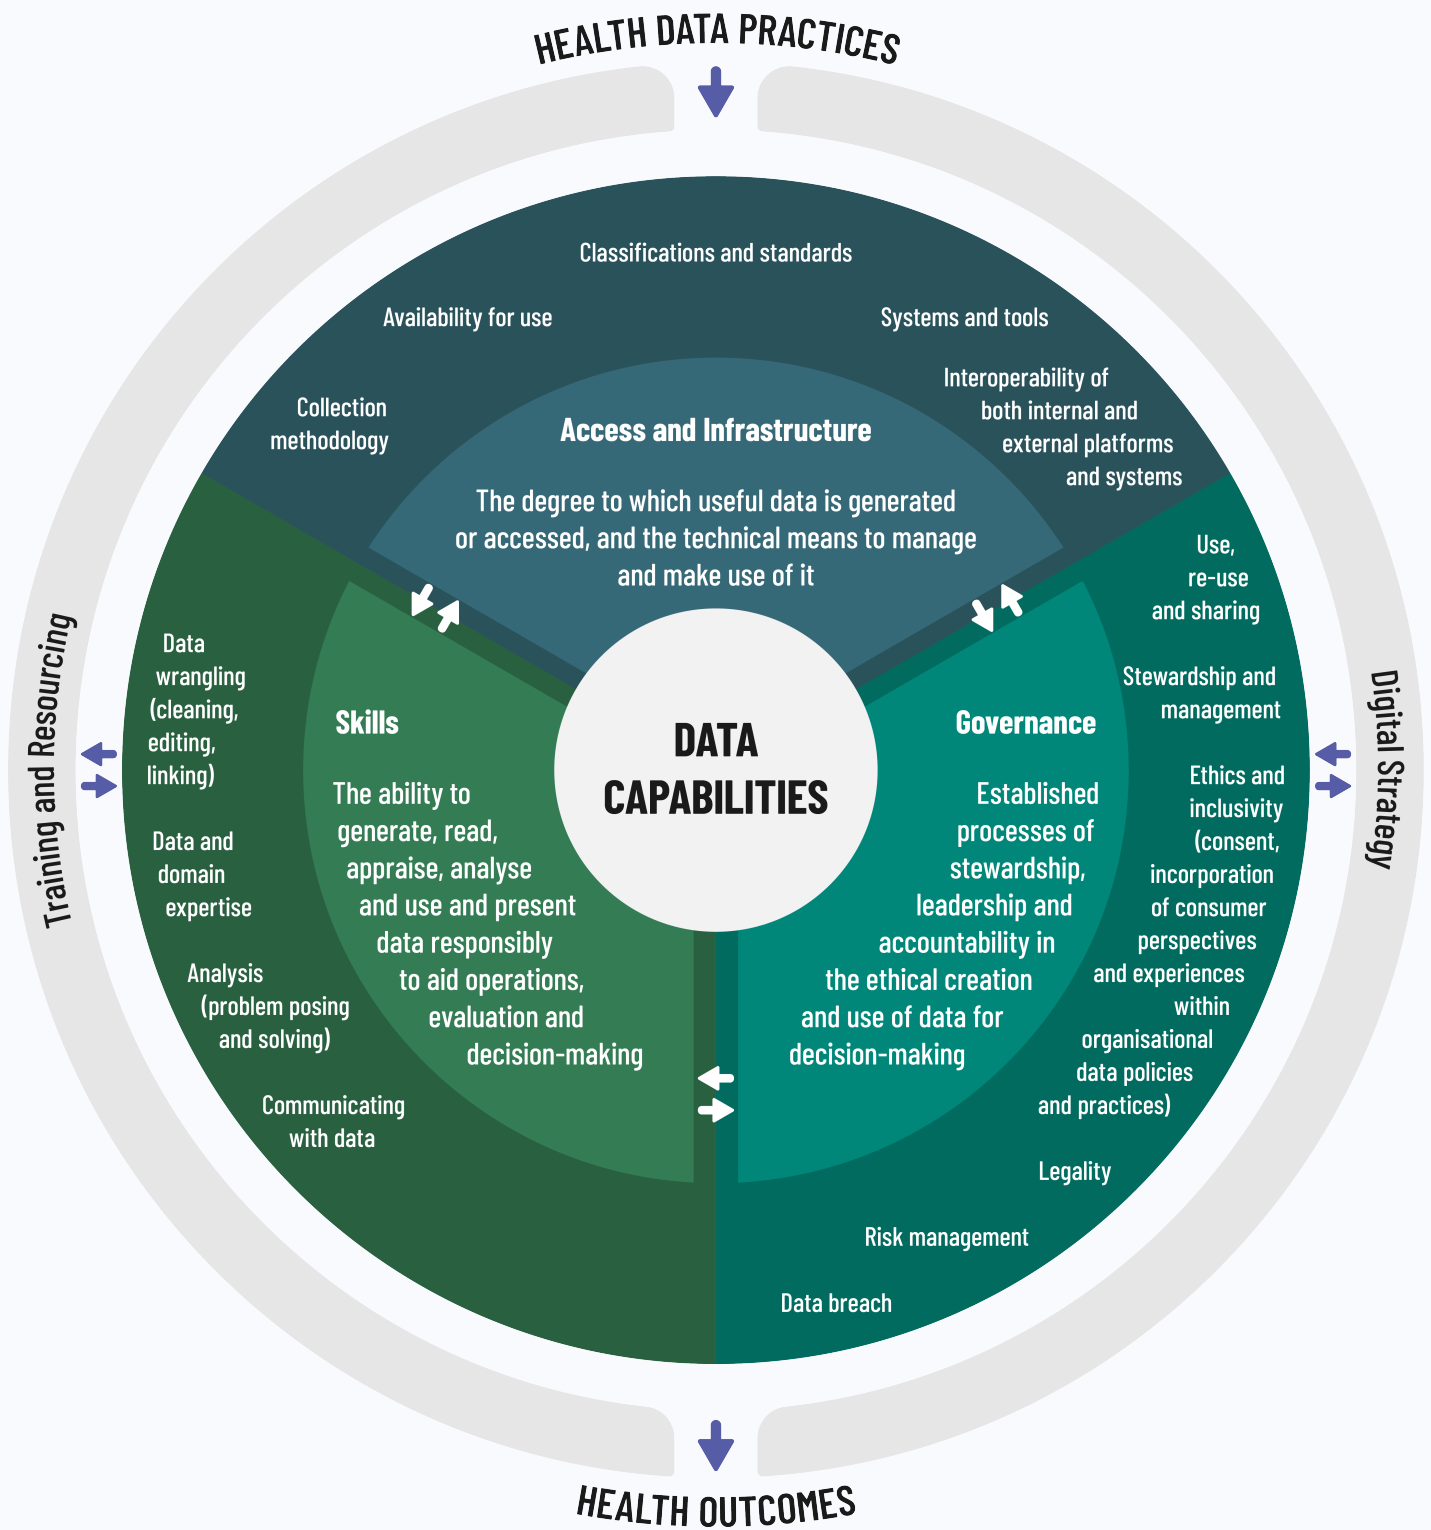 HEALTH DATA PRACTICES
Classifications and standards
Availability for use
Systems and tools
Collection
methodology
Interoperability of
both internal and
external platforms
and systems
Access and Infrastructure
The degree to which useful data is generated
or accessed, and the technical means to manage
and make use of it
Training and Resourcing
Data
wrangling
(cleaning,
editing,
linking)
Data and
domain
expertise
Analysis
(problem posing
and solving)
Communicating
with data
Skills
The ability to
generate, read,
appraise, analyse
and use and present
data responsibly
to aid operations,
evaluation and
decision-making
DATA
CAPABILITIES
Governance
Established
processes of
stewardship,
leadership and
accountability in
the ethical creation
and use of data for
decision-making
Use,
re-use
and sharing
Stewardship and
management
Ethics and
inclusivity
(consent,
incorporation
of consumer
perspectives
and experiences
within
organisational
data policies
and practices)
Legality
Risk management
Data breach
Digital Strategy
HEALTH OUTCOMES